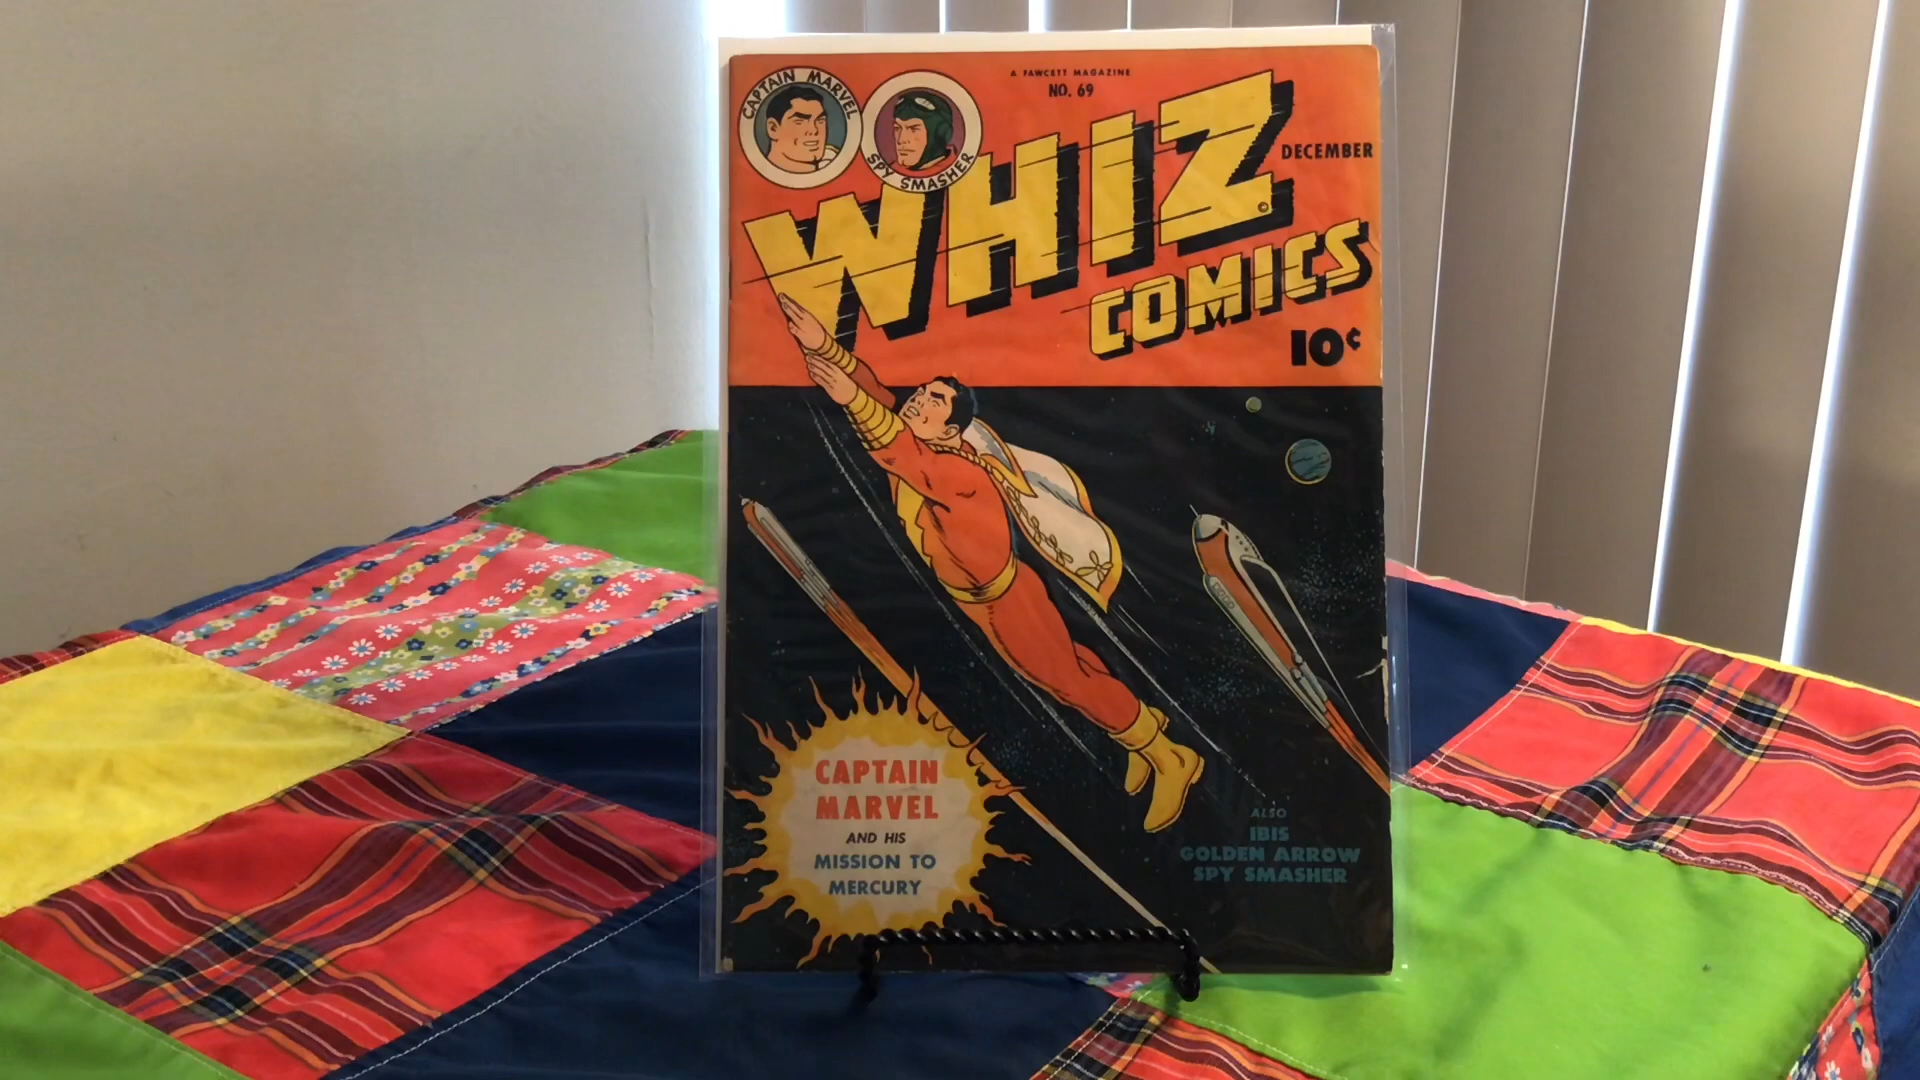 CAPTAIN MARVEL
SPY SMASHER
A FAWCETT MAGAZINE
NO. 69
WHIZ
DECEMBER
COMICS
10¢
CAPTAIN
MARVEL
AND HIS
MISSION TO
MERCURY
ALSO
IBIS
GOLDEN ARROW
SPY SMASHER